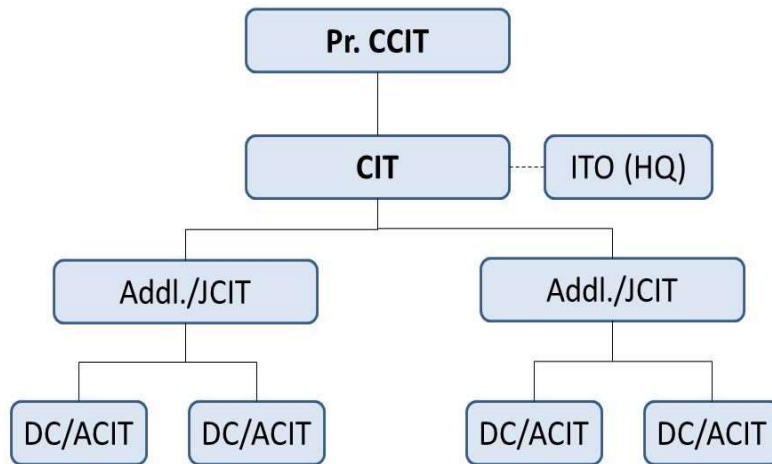 Pr. CCIT
CIT
ITO (HQ)
Addl./JCIT
Addl./JCIT
DC/ACIT
DC/ACIT
DC/ACIT
DC/ACIT